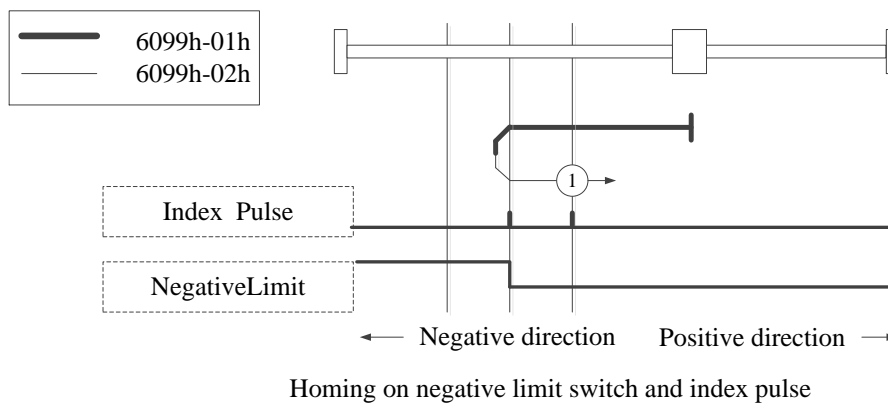 6099h-01h
6099h-02h
1
Index Pulse
NegativeLimit
Negative direction
Positive direction
Homing on negative limit switch and index pulse